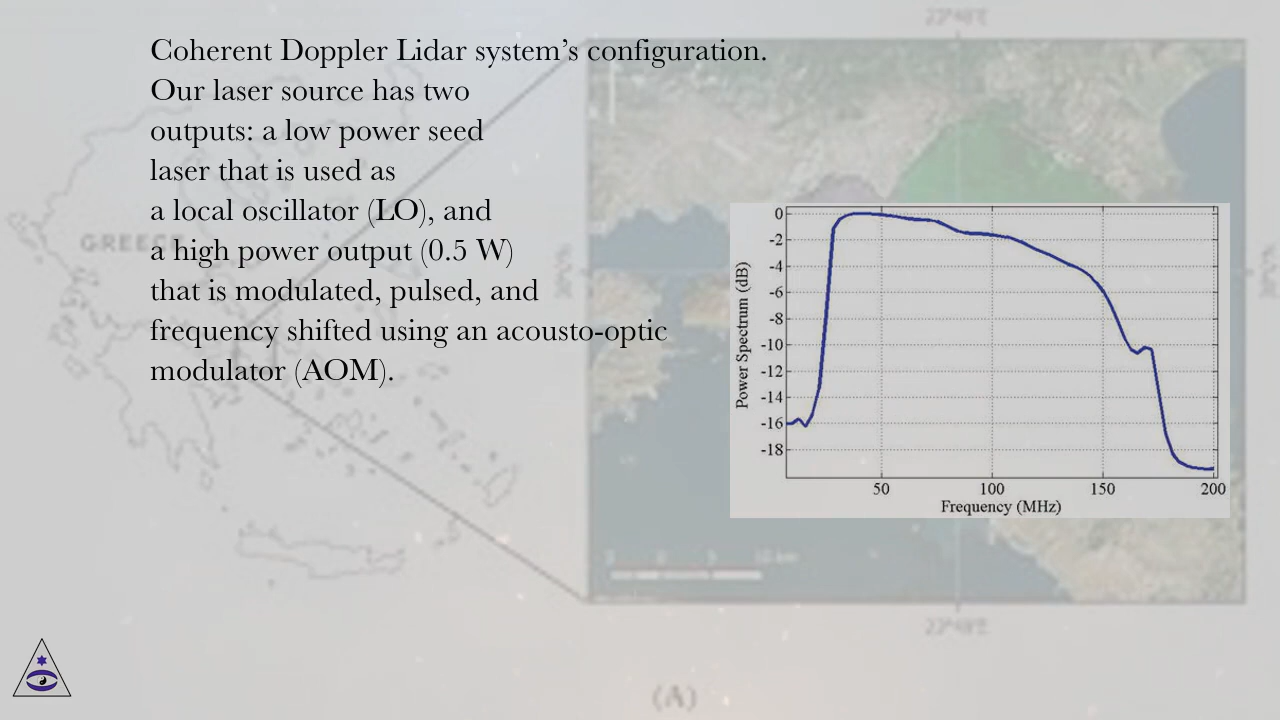 Coherent Doppler Lidar system’s configuration.
Our laser source has two
outputs: a low power seed
laser that is used as
a local oscillator (LO), and
a high power output (0.5 W)
that is modulated, pulsed, and
frequency shifted using an acousto-optic
modulator (AOM).
GREECE
0
-2
-4
-6
-8
-10
-12
-14
-16
-18
Power Spectrum (dB)
50 100 150 200
Frequency (MHz)
(A)